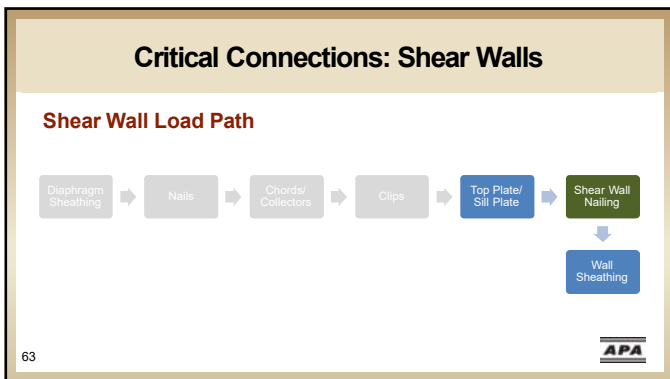 Critical Connections: Shear Walls
Shear Wall Load Path
Diaphragm
Sheathing
Nails
Chords/
Collectors
Clips
Top Plate/
Sill Plate
Shear Wall
Nailing
Wall
Sheathing
63
APA